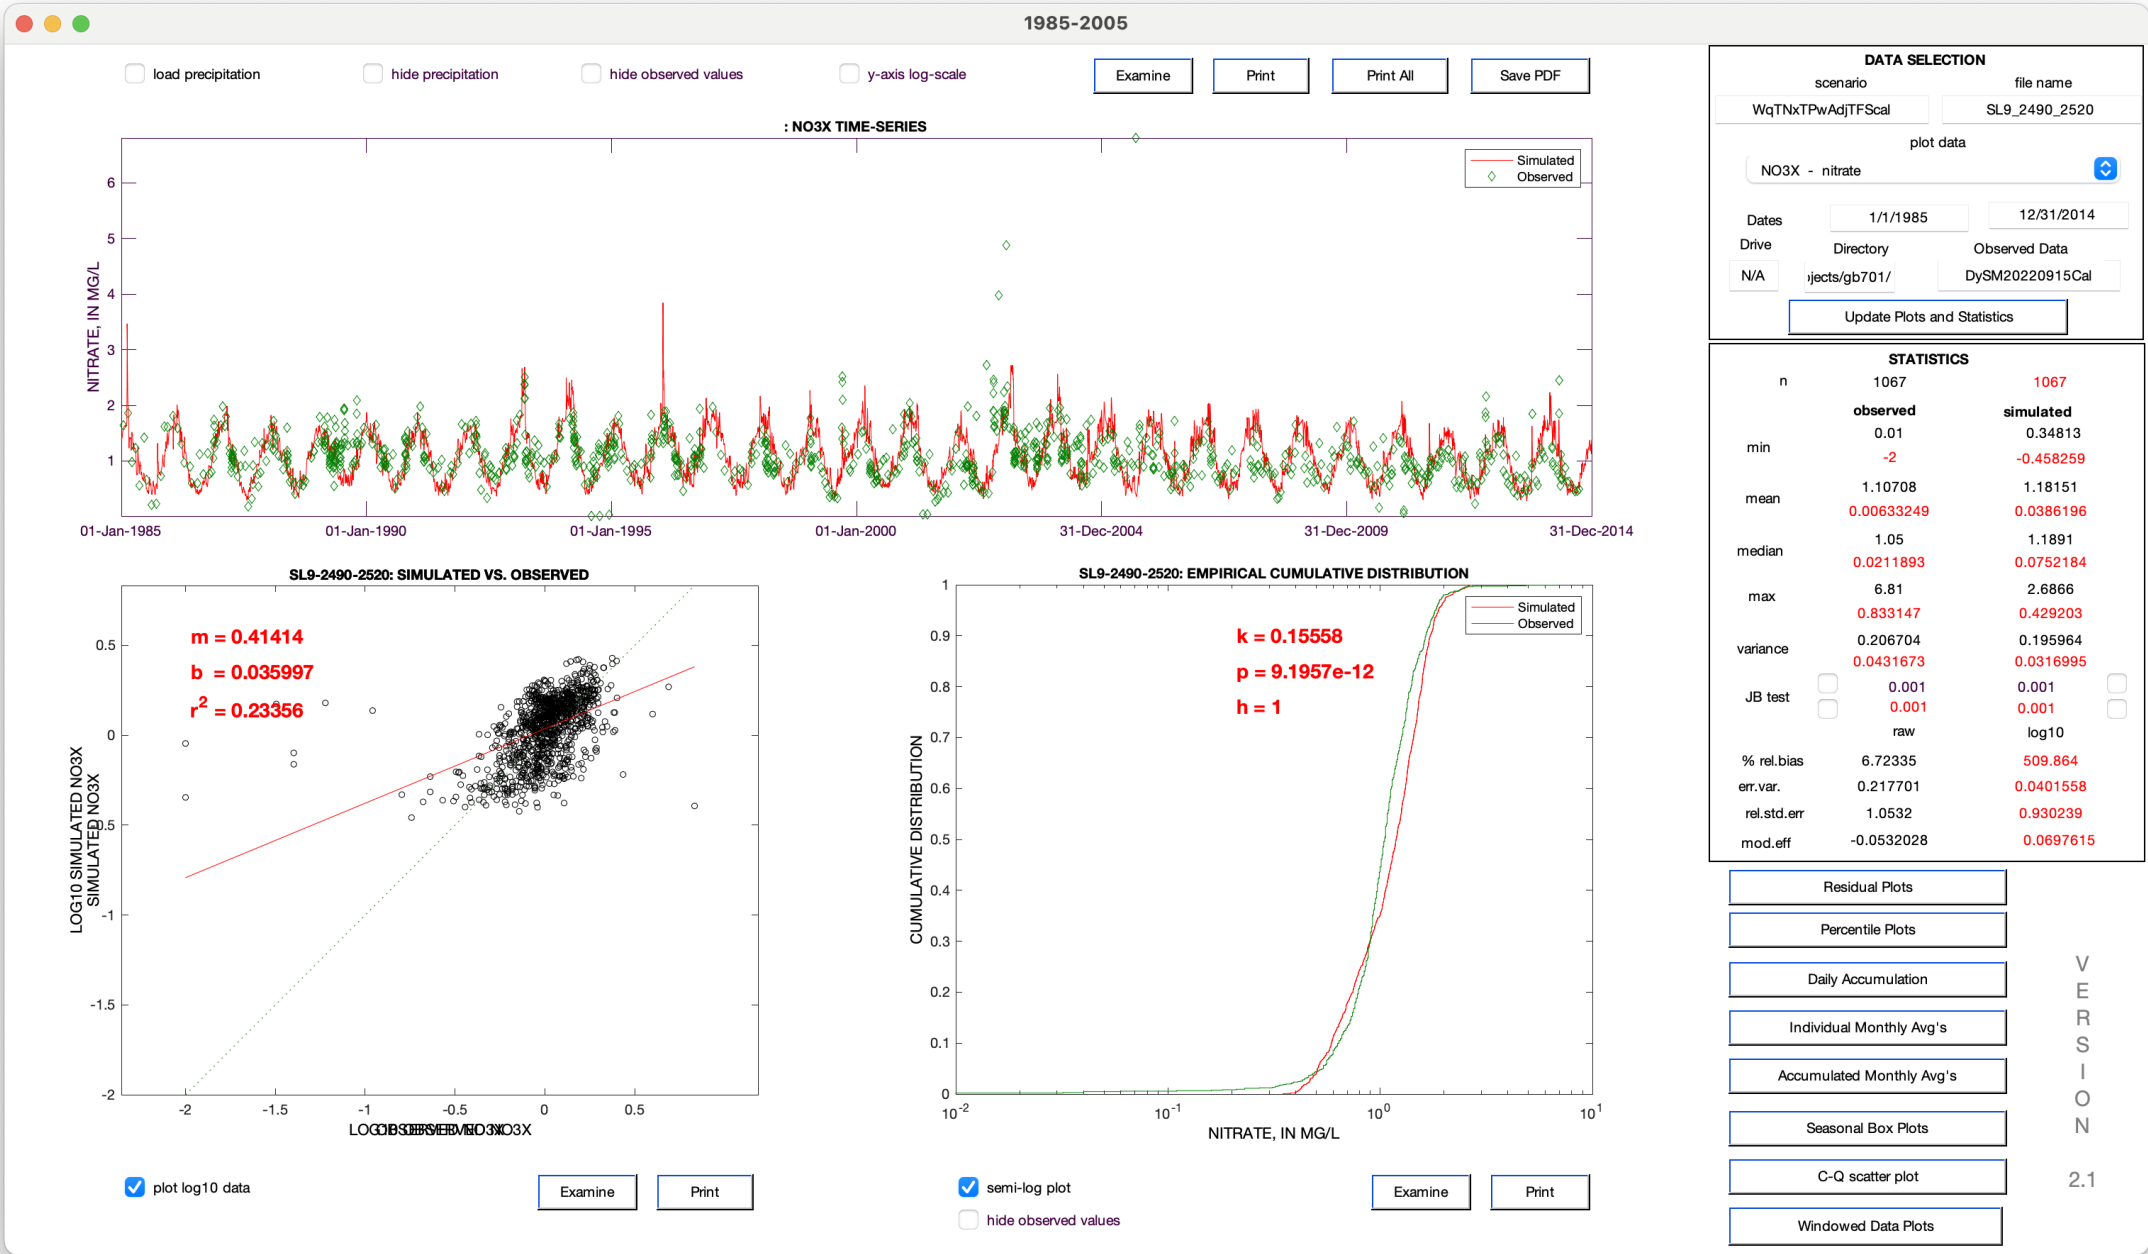 1985-2005
load precipitation
hide precipitation
hide observed values
y-axis log-scale
Examine
Print
Print All
Save PDF
: NO3X TIME-SERIES
NITRATE, IN MG/L
6
5
4
3
2
1
Simulated
Observed
01-Jan-1985
01-Jan-1990
01-Jan-1995
01-Jan-2000
31-Dec-2004
31-Dec-2009
31-Dec-2014
SL9-2490-2520: SIMULATED VS. OBSERVED
m = 0.41414
b = 0.035997
r² = 0.23356
LOG10 SIMULATED NO3X
SIMULATED NO3X
0.5
0
-0.5
-1
-1.5
-2
-2 -1.5 -1 -0.5 0 0.5
plot log10 data
Examine
Print
SL9-2490-2520: EMPIRICAL CUMULATIVE DISTRIBUTION
Simulated
Observed
k = 0.15558
p = 9.1957e-12
h = 1
CUMULATIVE DISTRIBUTION
1
0.9
0.8
0.7
0.6
0.5
0.4
0.3
0.2
0.1
0
10⁻² 10⁻¹ 10⁰ 10¹
NITRATE, IN MG/L
semi-log plot
hide observed values
Examine
Print
DATA SELECTION
scenario file name
WqTNxTPwAdjTFScal SL9_2490_2520
plot data
NO3X - nitrate
Dates 1/1/1985 12/31/2014
Drive Directory Observed Data
N/A jects/gb701/ DySM20220915Cal
Update Plots and Statistics
STATISTICS
n 1067 1067
observed simulated
min 0.01 0.34813
-2 -0.458259
mean 1.10708 1.18151
0.00633249 0.0386196
median 1.05 1.1891
0.0211893 0.0752184
max 6.81 2.6866
0.833147 0.429203
variance 0.206704 0.195964
0.0431673 0.0316995
JB test 0.001 0.001
0.001 0.001
raw log10
% rel.bias 6.72335 509.864
err.var. 0.217701 0.0401558
rel.std.err 1.0532 0.930239
mod.eff -0.0532028 0.0697615
Residual Plots
Percentile Plots
Daily Accumulation
Individual Monthly Avg's
Accumulated Monthly Avg's
Seasonal Box Plots
C-Q scatter plot
Windowed Data Plots
VERSION
2.1